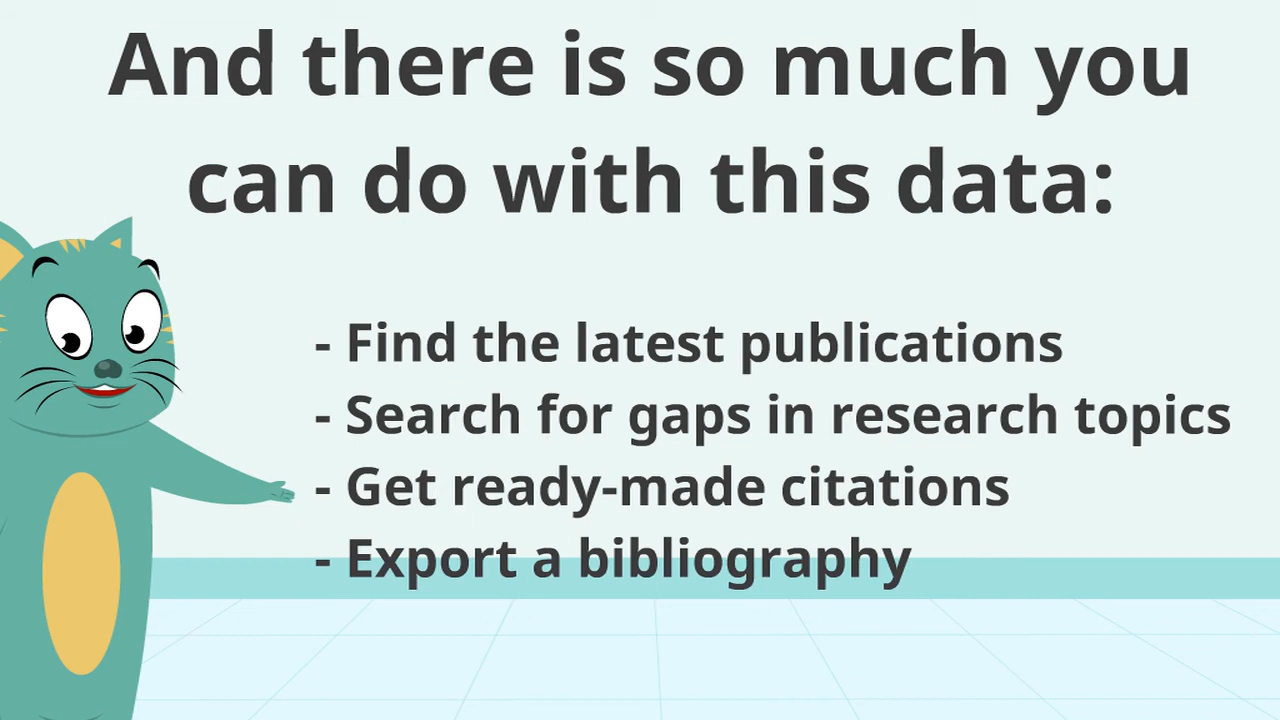 And there is so much you
can do with this data:
- Find the latest publications
- Search for gaps in research topics
- Get ready-made citations
- Export a bibliography